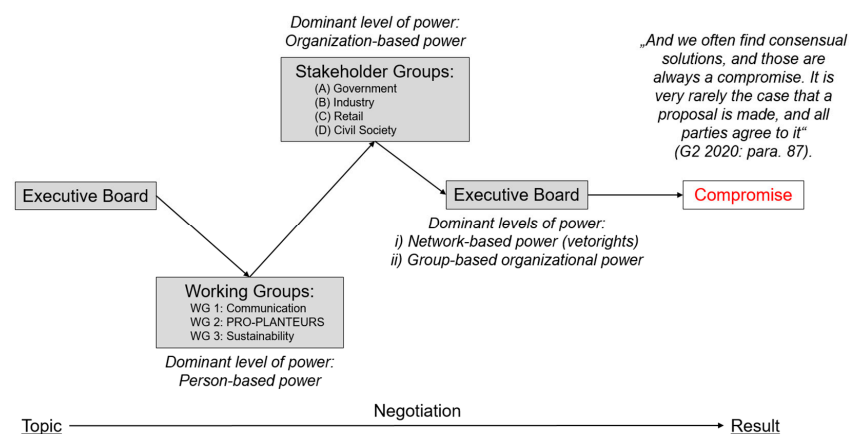 Dominant level of power:
Organization-based power
Stakeholder Groups:
(A) Government
(B) Industry
(C) Retail
(D) Civil Society
„And we often find consensual
solutions, and those are
always a compromise. It is
very rarely the case that a
proposal is made, and all
parties agree to it“
(G2 2020: para. 87).
Executive Board
Executive Board
Compromise
Dominant levels of power:
i) Network-based power (vetorights)
ii) Group-based organizational power
Working Groups:
WG 1: Communication
WG 2: PRO-PLANTEURS
WG 3: Sustainability
Dominant level of power:
Person-based power
Negotiation
Topic
Result